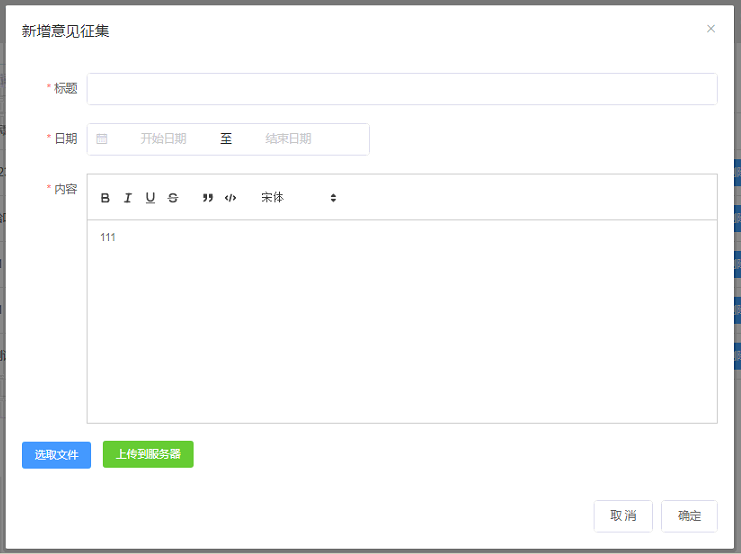 新增意见征集
* 标题
* 日期 开始日期 至 结束日期
* 内容 B I U S 宋体
111
选取文件 上传到服务器
取消 确定